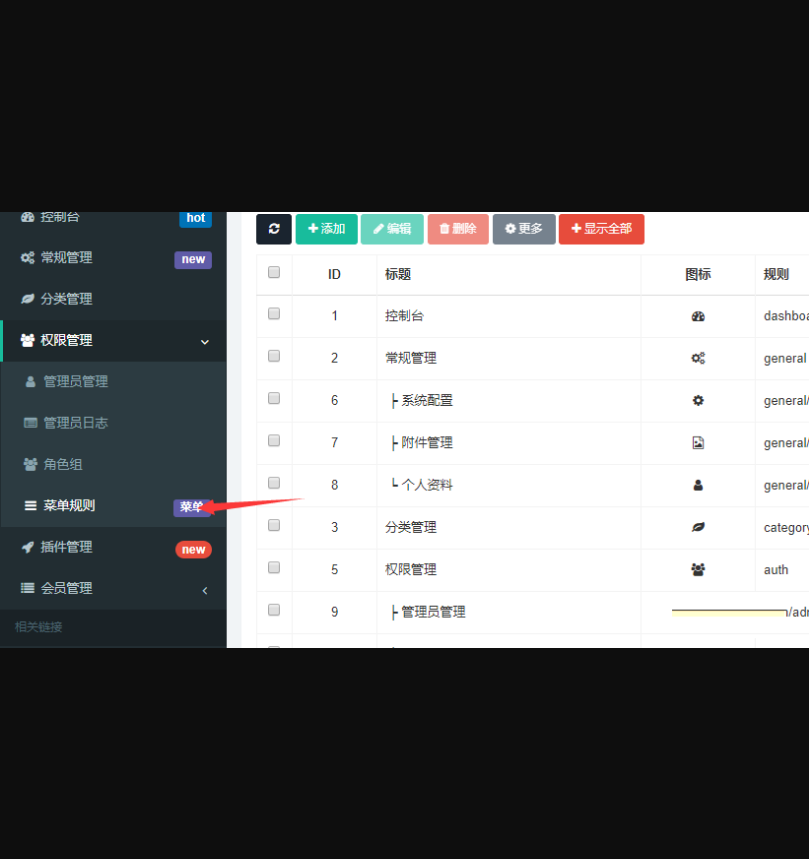 控制台 hot
常规管理 new
分类管理
权限管理
管理员管理
管理员日志
角色组
菜单规则 菜单
插件管理 new
会员管理
相关链接
添加 编辑 删除 更多 显示全部
ID 标题 图标 规则
1 控制台
2 常规管理 general
6 系统配置 general/
7 附件管理 general/
8 个人资料 general/
3 分类管理
5 权限管理 auth
9 管理员管理